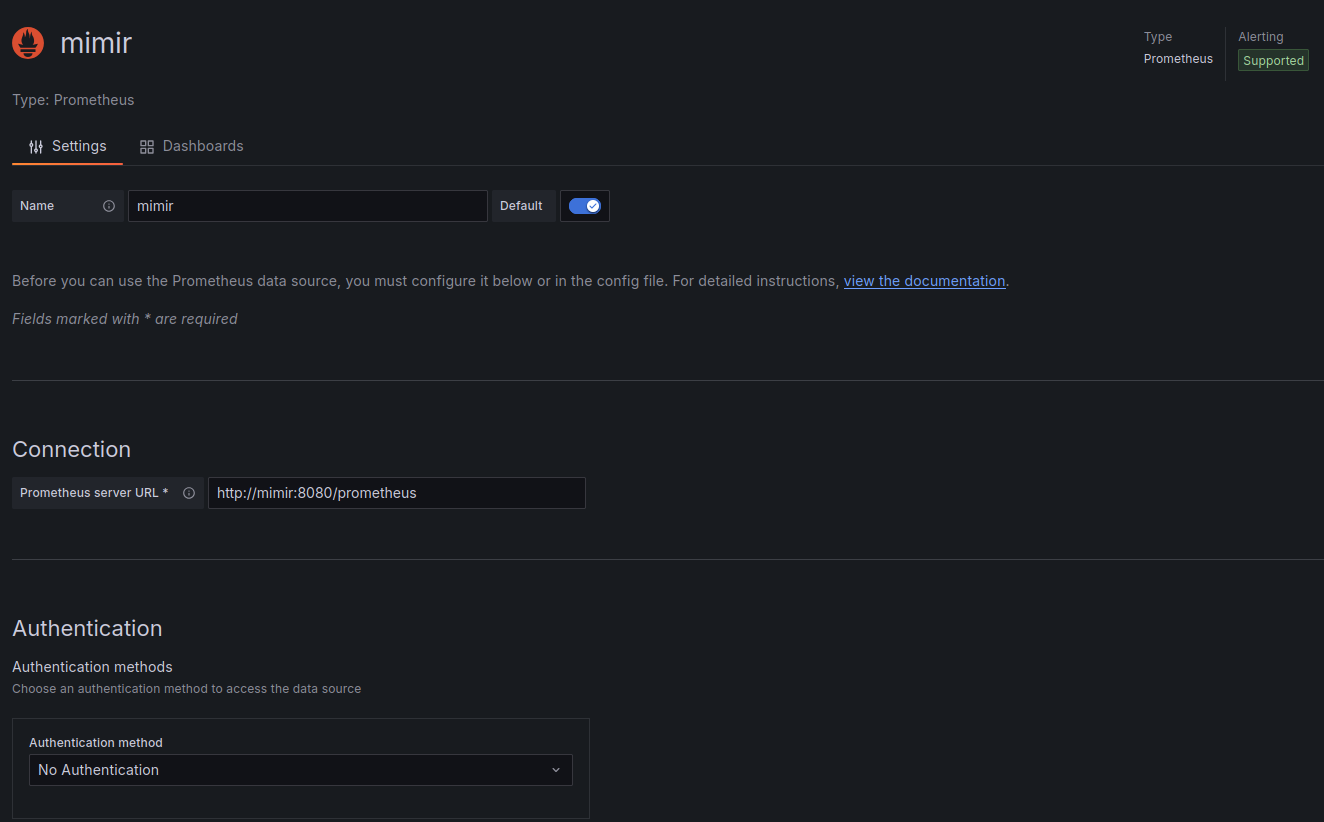 mimir
Type Alerting
Prometheus Supported
Type: Prometheus
Settings Dashboards
Name mimir Default
Before you can use the Prometheus data source, you must configure it below or in the config file. For detailed instructions, view the documentation.
Fields marked with * are required
Connection
Prometheus server URL * http://mimir:8080/prometheus
Authentication
Authentication methods
Choose an authentication method to access the data source
Authentication method
No Authentication